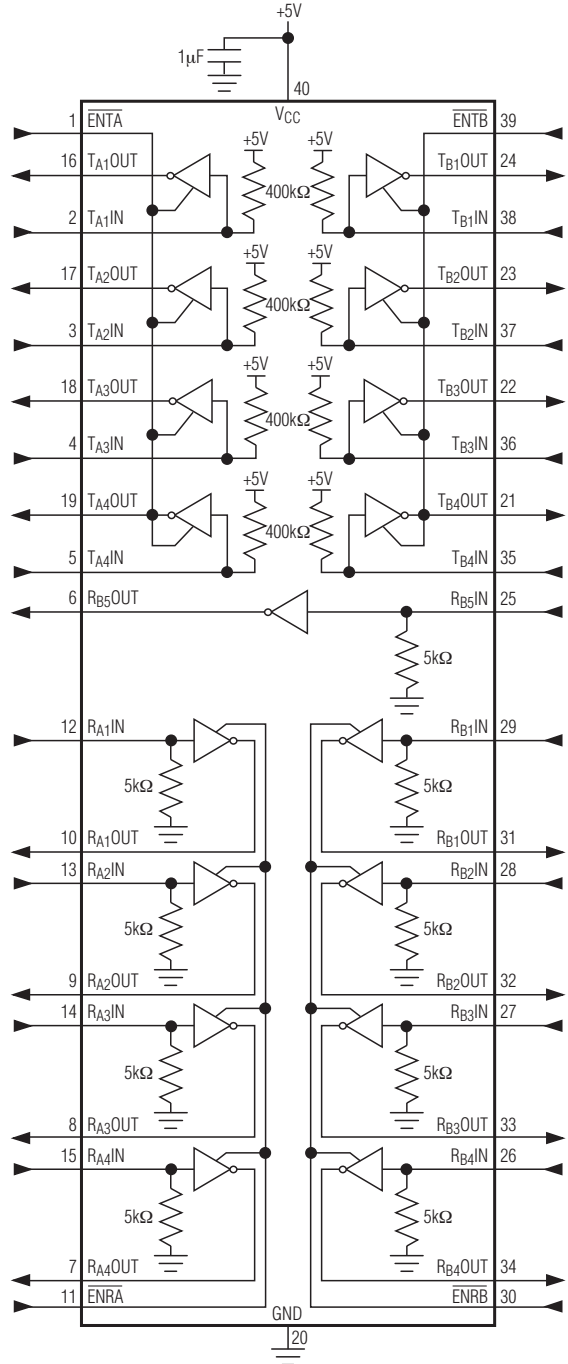 +5V
1μF
40
VCC
1 ENTA ENTB 39
16 TA1OUT +5V +5V TB1OUT 24
400kΩ
2 TA1IN TB1IN 38
17 TA2OUT +5V +5V TB2OUT 23
400kΩ
3 TA2IN TB2IN 37
18 TA3OUT +5V +5V TB3OUT 22
400kΩ
4 TA3IN TB3IN 36
19 TA4OUT +5V +5V TB4OUT 21
400kΩ
5 TA4IN TB4IN 35
6 RB5OUT RB5IN 25
5kΩ
12 RA1IN RB1IN 29
5kΩ 5kΩ
10 RA1OUT RB1OUT 31
13 RA2IN RB2IN 28
5kΩ 5kΩ
9 RA2OUT RB2OUT 32
14 RA3IN RB3IN 27
5kΩ 5kΩ
8 RA3OUT RB3OUT 33
15 RA4IN RB4IN 26
5kΩ 5kΩ
7 RA4OUT RB4OUT 34
11 ENRA ENRB 30
GND
20